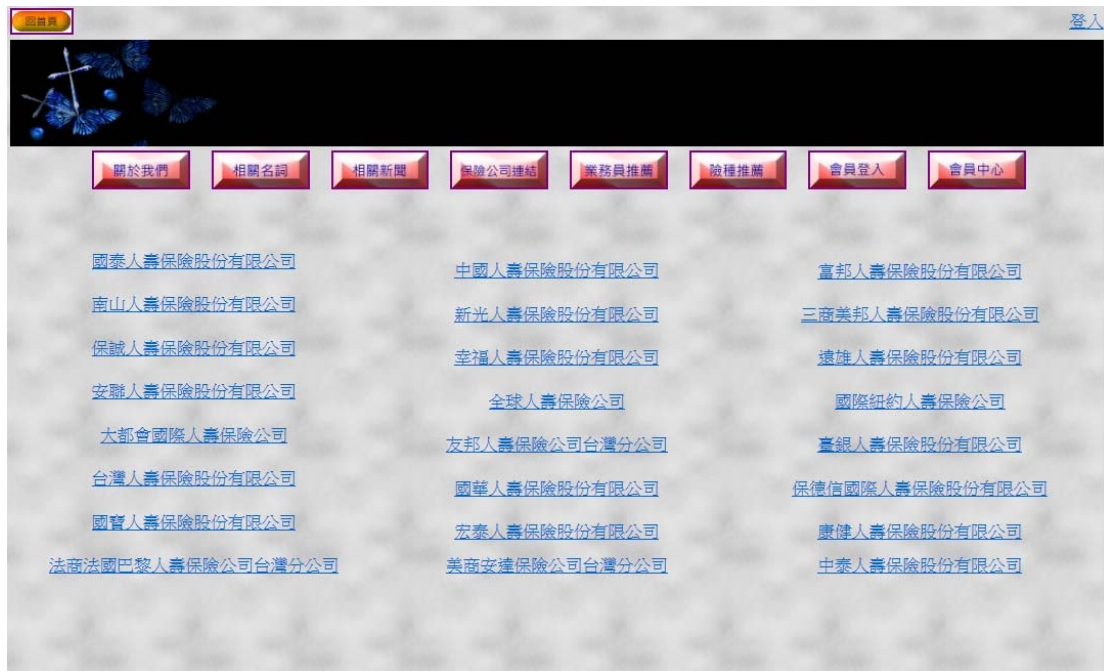 回首頁
登入
關於我們 相關名詞 相關新聞 保險公司連結 業務員推薦 險種推薦 會員登入 會員中心
國泰人壽保險股份有限公司 中國人壽保險股份有限公司 富邦人壽保險股份有限公司
南山人壽保險股份有限公司 新光人壽保險股份有限公司 三商美邦人壽保險股份有限公司
保誠人壽保險股份有限公司 幸福人壽保險股份有限公司 遠雄人壽保險股份有限公司
安聯人壽保險股份有限公司 全球人壽保險公司 國際紐約人壽保險公司
大都會國際人壽保險公司 友邦人壽保險公司台灣分公司 臺銀人壽保險股份有限公司
台灣人壽保險股份有限公司 國華人壽保險股份有限公司 保德信國際人壽保險股份有限公司
國寶人壽保險股份有限公司 宏泰人壽保險股份有限公司 康健人壽保險股份有限公司
法商法國巴黎人壽保險公司台灣分公司 美商安達保險公司台灣分公司 中泰人壽保險股份有限公司